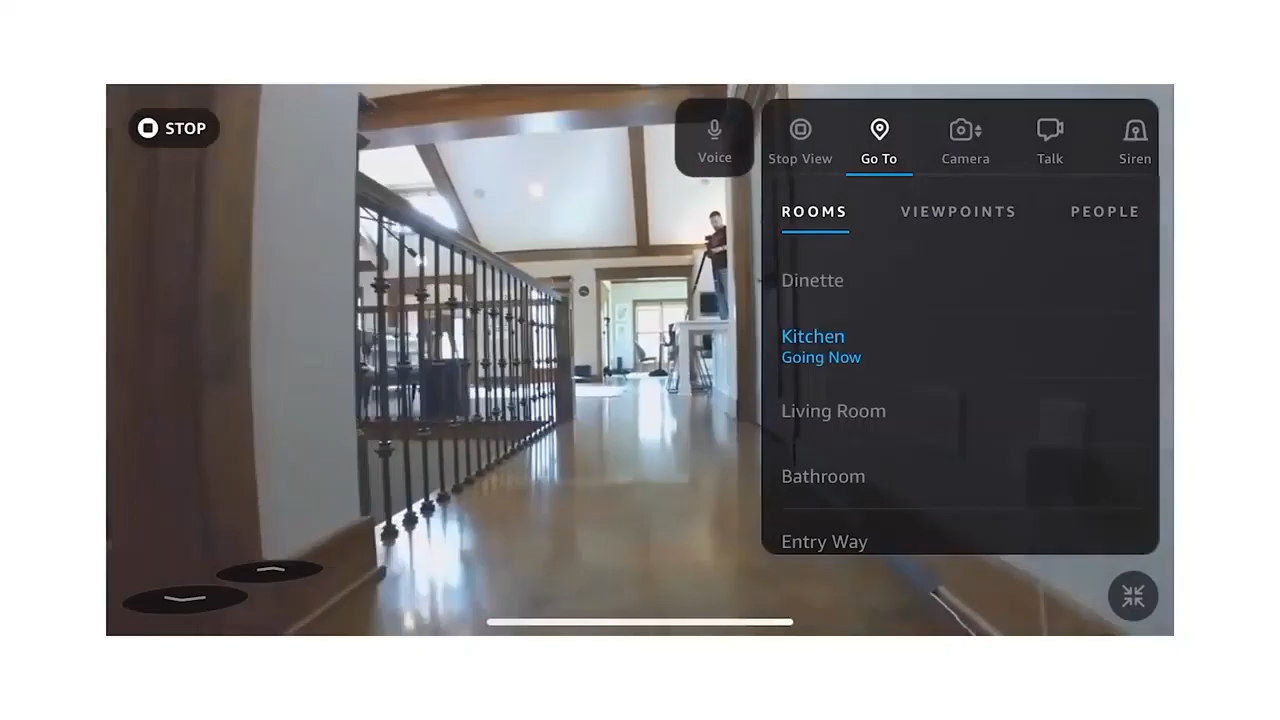 STOP
Voice
Stop View
Go To
Camera
Talk
Siren
ROOMS
VIEWPOINTS
PEOPLE
Dinette
Kitchen
Going Now
Living Room
Bathroom
Entry Way